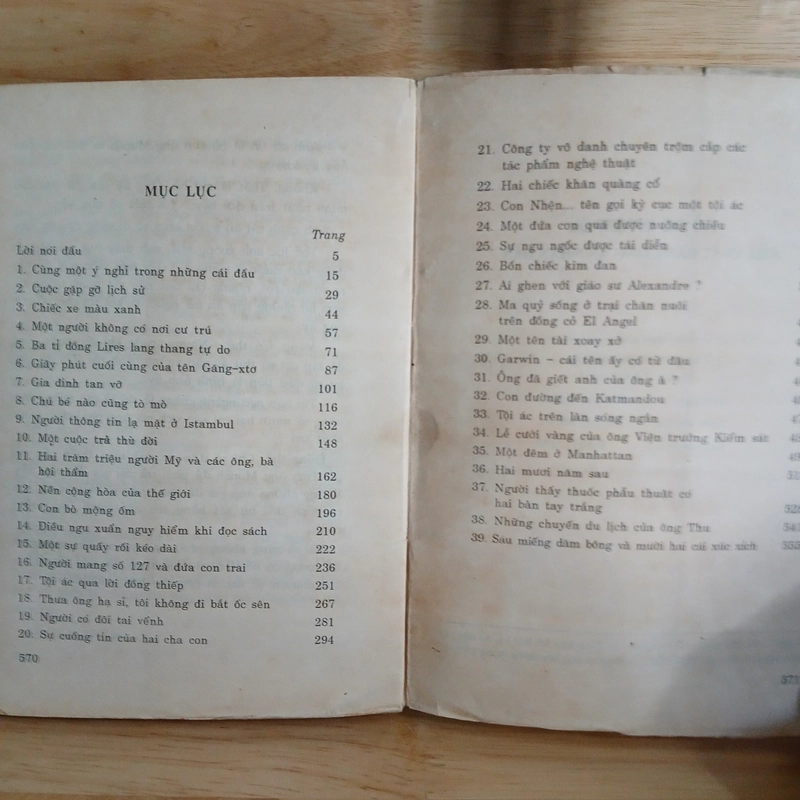 MỤC LỤC
Trang
Lời nói đầu 5
1. Cùng một ý nghỉ trong những cái đầu 15
2. Cuộc gặp gỡ lịch sử 29
3. Chiếc xe màu xanh 44
4. Một người không có nơi cư trú 57
5. Ba tỉ đồng Lires lang thang tự do 71
6. Giây phút cuối cùng của tên Găng-xtơ 87
7. Gia đình tan vỡ 101
8. Chú bé nào cũng tò mò 116
9. Người thông tin lạ mặt ở Istambul 132
10. Một cuộc trả thù đời 148
11. Hai trăm triệu người Mỹ và các ông, bà
hội thẩm 162
12. Nền cộng hòa của thế giới 180
13. Con bò mộng ốm 196
14. Điều ngu xuẩn nguy hiểm khi đọc sách 210
15. Một sự quấy rối kéo dài 222
16. Người mang số 127 và đứa con trai 236
17. Tội ác qua lời đồng thiếp 251
18. Thưa ông hạ sĩ, tôi không đi bắt ốc sên 267
19. Người có đôi tai vểnh 281
20. Sự cuồng tín của hai cha con 294
570
21. Công ty vô danh chuyên trộm cắp các
tác phẩm nghệ thuật
22. Hai chiếc khăn quàng cổ
23. Con Nhện... tên gọi kỳ cục một tội ác
24. Một đứa con quá được nuông chiều
25. Sự ngu ngốc được tái diễn
26. Bốn chiếc kim đan
27. Ai ghen với giáo sư Alexandre ?
28. Ma quỷ sống ở trại chăn nuôi
trên đồng cỏ El Angel
29. Một tên tài xoay xở
30. Garwin - cái tên ấy có từ đâu
31. Ông đã giết anh của ông à ?
32. Con đường đến Katmandou
33. Tội ác trên làn sóng ngắn
34. Lễ cưới vàng của ông Viện trưởng Kiểm sát
35. Một đêm ở Manhattan
36. Hai mươi năm sau
37. Người thầy thuốc phẫu thuật có
hai bàn tay trắng
38. Những chuyến du lịch của ông Thu
39. Sau miếng dăm bông và mười hai cái xúc xích
571